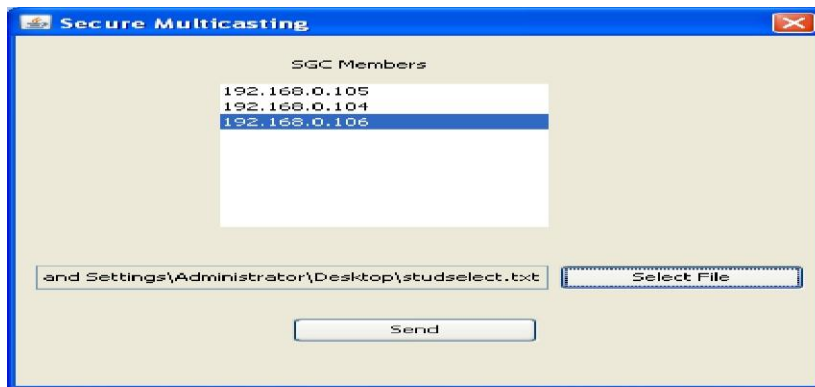 Secure Multicasting
SGC Members
192.168.0.105
192.168.0.104
192.168.0.106
and Settings\Administrator\Desktop\studselect.txt
Select File
Send